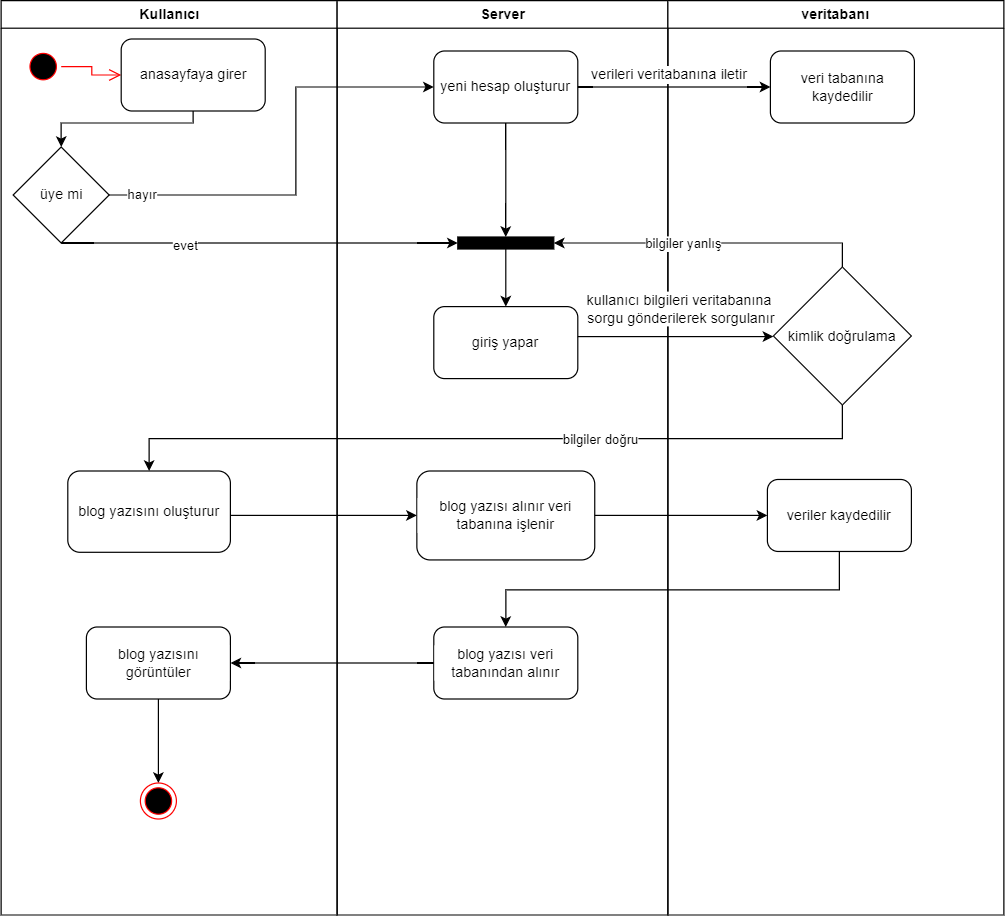 Kullanıcı
Server
veritabanı
anasayfaya girer
yeni hesap oluşturur
verileri veritabanına iletir
veri tabanına
kaydedilir
üye mi
hayır
evet
bilgiler yanlış
giriş yapar
kullanıcı bilgileri veritabanına
sorgu gönderilerek sorgulanır
kimlik doğrulama
bilgiler doğru
blog yazısını oluşturur
blog yazısı alınır veri
tabanına işlenir
veriler kaydedilir
blog yazısını
görüntüler
blog yazısı veri
tabanından alınır